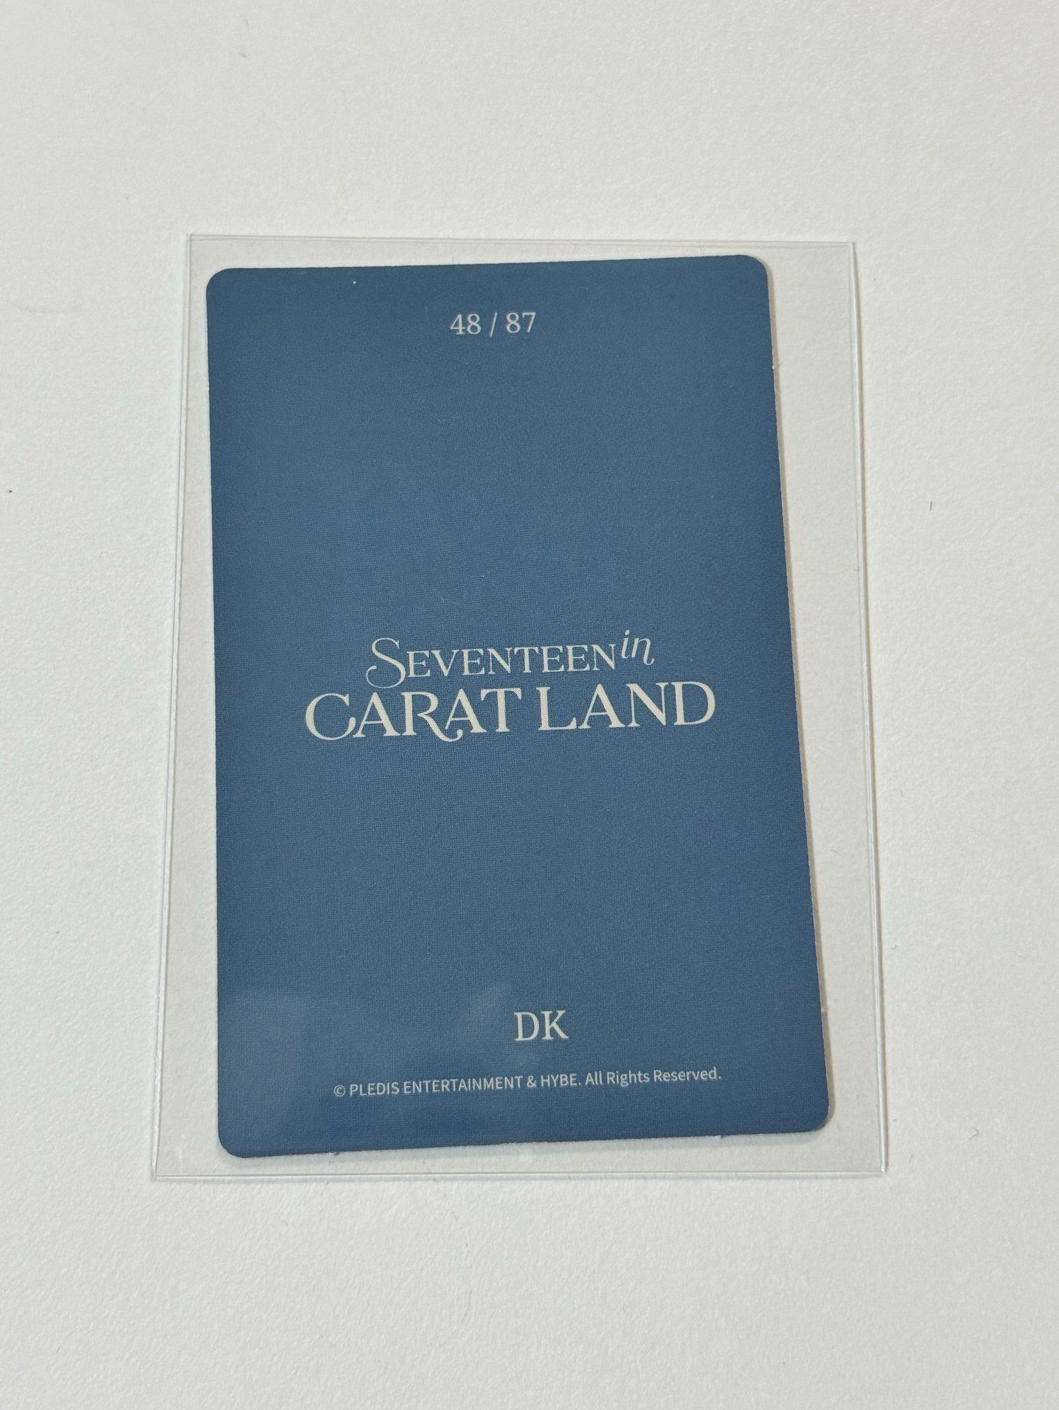 48 / 87
SEVENTEEN in
CARAT LAND
DK
© PLEDIS ENTERTAINMENT & HYBE. All Rights Reserved.